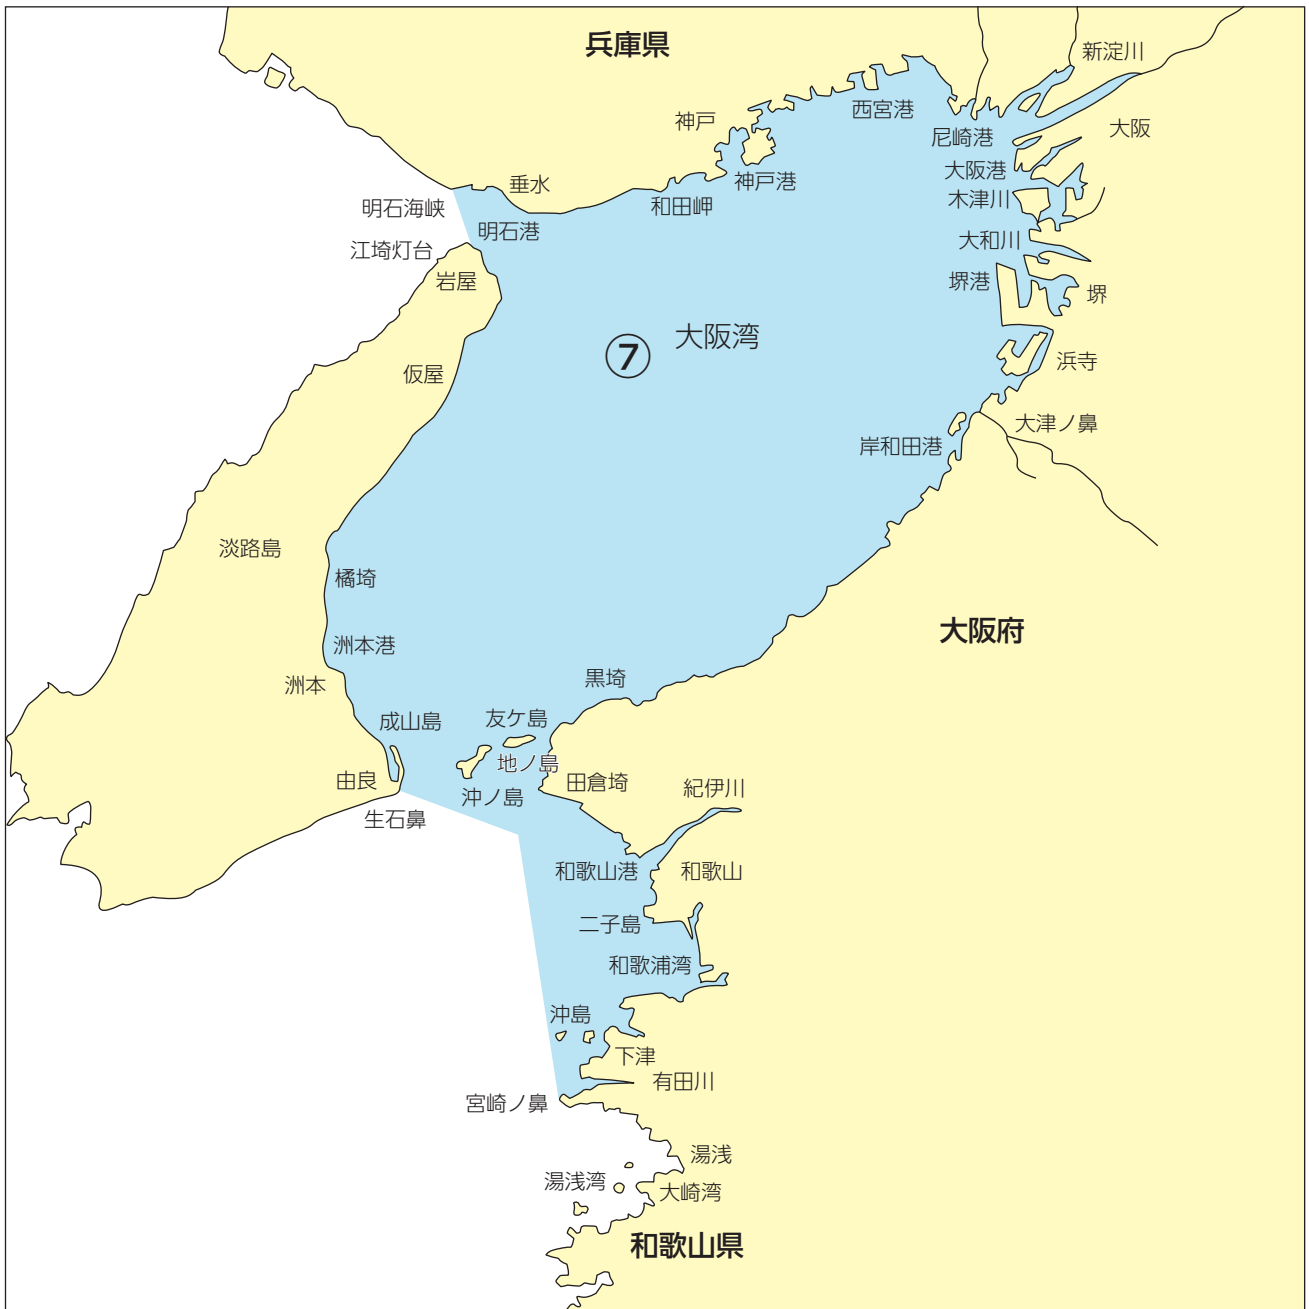 兵庫県
新淀川
西宮港
神戸
大阪
尼崎港
大阪港
神戸港
垂水
木津川
和田岬
明石海峡
明石港
大和川
江埼灯台
岩屋
堺港
堺
大阪湾
⑦
浜寺
仮屋
大津ノ鼻
岸和田港
淡路島
橘埼
大阪府
洲本港
黒埼
洲本
友ケ島
成山島
地ノ島
由良
田倉埼
紀伊川
沖ノ島
生石鼻
和歌山港
和歌山
二子島
和歌浦湾
沖島
下津
有田川
宮崎ノ鼻
湯浅
湯浅湾
大崎湾
和歌山県